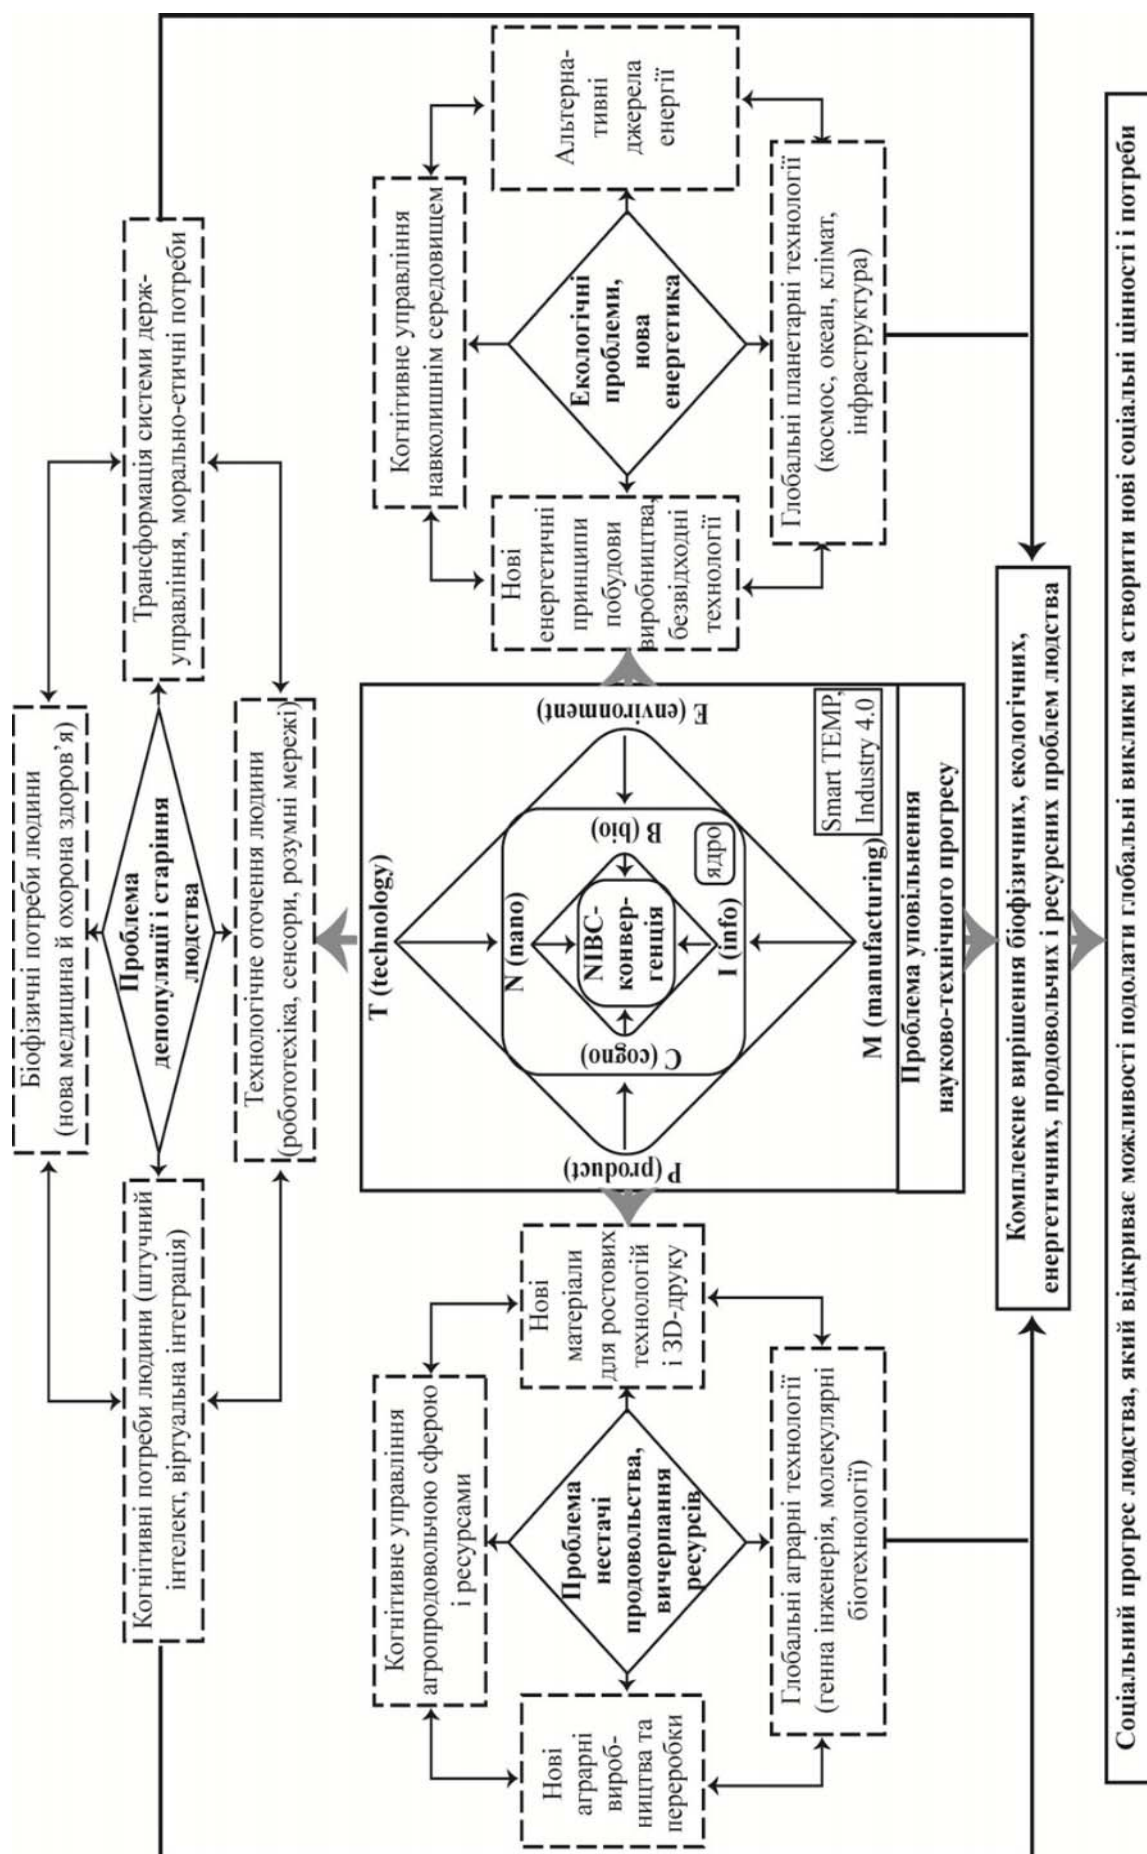 Біофізичні потреби людини
(нова медицина й охорона здоров’я)
Когнітивні потреби людини (штучний
інтелект, віртуальна інтеграція)
Проблема
депопуляції і старіння
людства
Трансформація системи держ-
управління, морально-етичні потреби
Технологічне оточення людини
(робототехіка, сенсори, розумні мережі)
Когнітивне управління
агропродовольчою сферою
і ресурсами
Нові
аграрні
вироб-
ництва та
переробки
Проблема
нестачі
продовольства,
вичерпання
ресурсів
Нові
матеріали
для ростових
технологій
і 3D-друку
Глобальні аграрні технології
(генна інженерія, молекулярні
біотехнології)
T (technology)
P (product)
N (nano)
C (cogno)
NIBC-
конвер-
генція
B (bio)
E (environment)
I (info)
ядро
M (manufacturing)
Smart TEMP,
Industry 4.0
Проблема уповільнення
науково-технічного прогресу
Когнітивне управління
навколишнім середовищем
Нові
енергетичні
принципи
побудови
виробництва,
безвідходні
технології
Екологічні
проблеми,
нова
енергетика
Альтерна-
тивні
джерела
енергії
Глобальні планетарні технології
(космос, океан, клімат,
інфраструктура)
Комплексне вирішення біофізичних, екологічних,
енергетичних, продовольчих і ресурсних проблем людства
Соціальний прогрес людства, який відкриває можливості подолати глобальні виклики та створити нові соціальні цінності і потреби